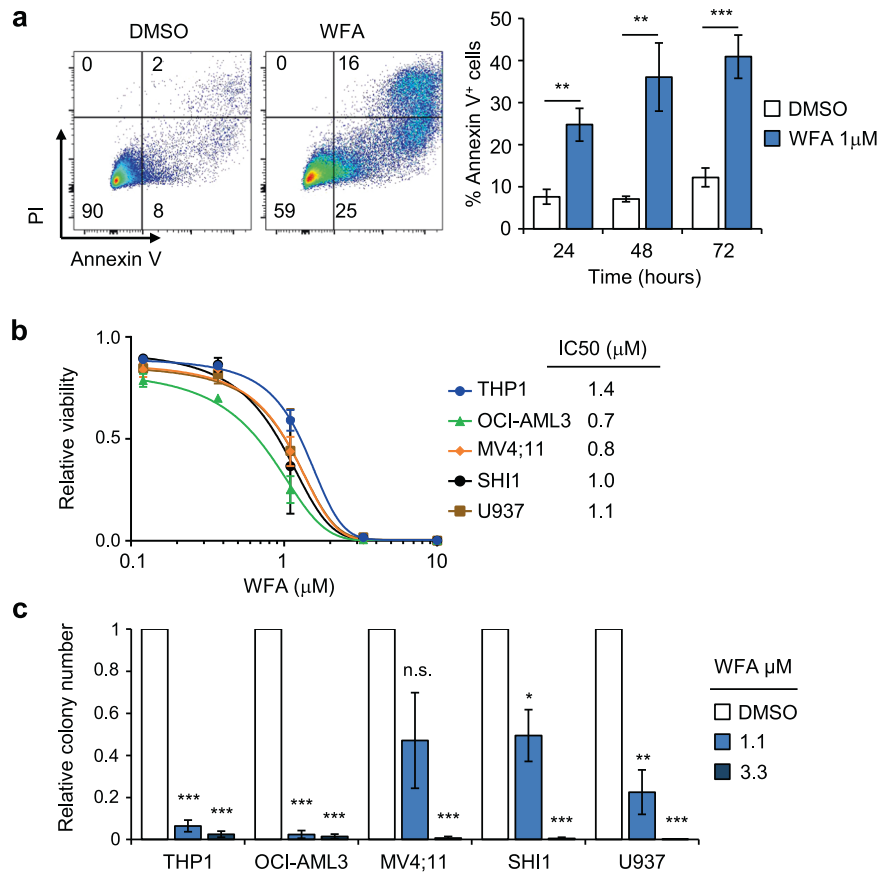 a
DMSO
WFA
0 2
90 8
0 16
59 25
PI
Annexin V
% Annexin V+ cells
50
40
30
20
10
0
** ** ***
24 48 72
Time (hours)
DMSO
WFA 1μM
b
Relative viability
1.0
0.5
0.0
0.1 1 10
WFA (μM)
IC50 (μM)
THP1 1.4
OCI-AML3 0.7
MV4;11 0.8
SHI1 1.0
U937 1.1
c
Relative colony number
1
0.8
0.6
0.4
0.2
0
*** *** *** *** n.s. *** * *** ** ***
THP1 OCI-AML3 MV4;11 SHI1 U937
WFA μM
DMSO
1.1
3.3